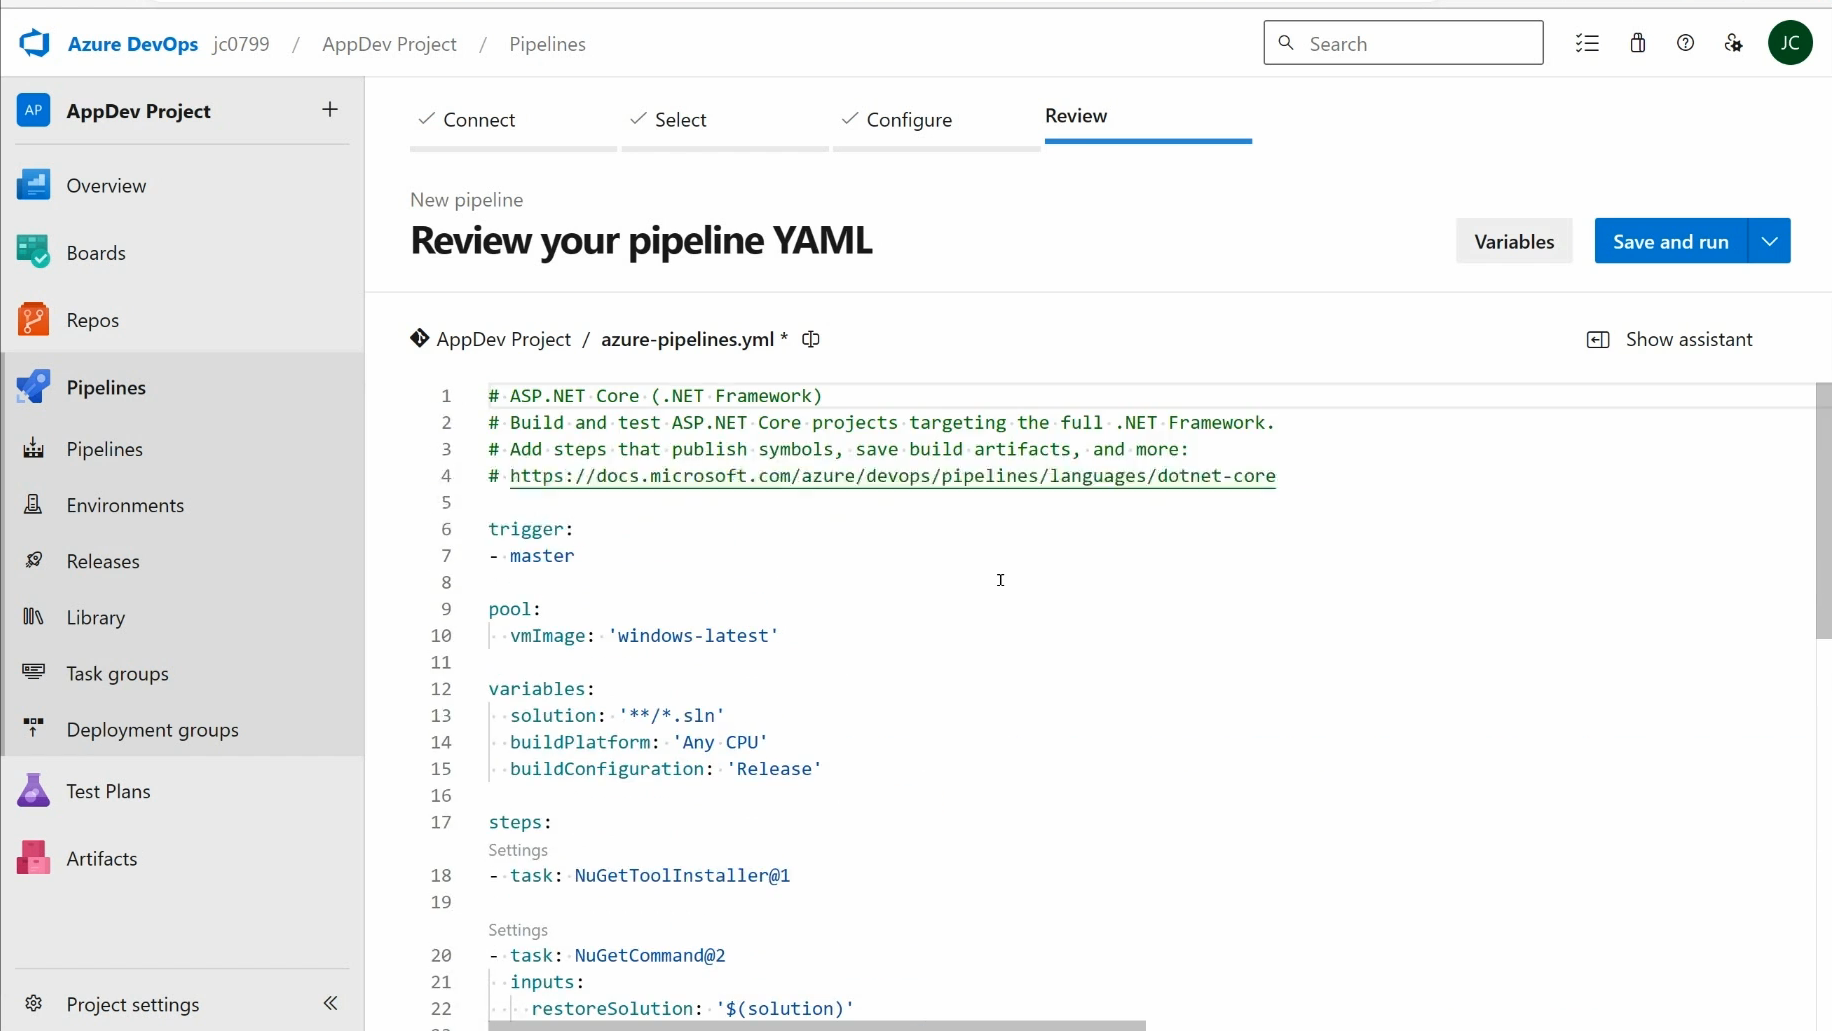 Azure DevOps jc0799 / AppDev Project / Pipelines
Search
JC
AP AppDev Project +
Overview
Boards
Repos
Pipelines
Pipelines
Environments
Releases
Library
Task groups
Deployment groups
Test Plans
Artifacts
Project settings
Connect
Select
Configure
Review
New pipeline
Review your pipeline YAML
Variables
Save and run
AppDev Project / azure-pipelines.yml *
Show assistant
1 # ASP.NET Core (.NET Framework)
2 # Build and test ASP.NET Core projects targeting the full .NET Framework.
3 # Add steps that publish symbols, save build artifacts, and more:
4 # https://docs.microsoft.com/azure/devops/pipelines/languages/dotnet-core
5
6 trigger:
7 - master
8
9 pool:
10 vmImage: 'windows-latest'
11
12 variables:
13 solution: '**/*.sln'
14 buildPlatform: 'Any CPU'
15 buildConfiguration: 'Release'
16
17 steps:
Settings
18 - task: NuGetToolInstaller@1
19
Settings
20 - task: NuGetCommand@2
21 inputs:
22 restoreSolution: '$(solution)'